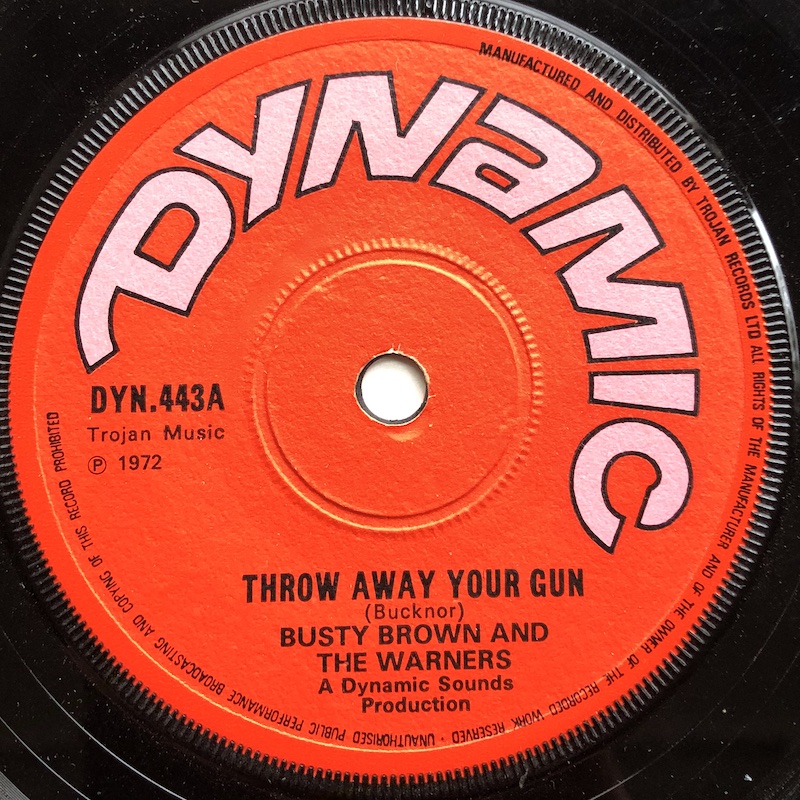 DYNAMIC
MANUFACTURED AND DISTRIBUTED BY TROJAN RECORDS LTD ALL RIGHTS OF THE MANUFACTURER AND OF THE OWNER OF THE RECORDED WORK RESERVED · UNAUTHORISED PUBLIC PERFORMANCE BROADCASTING AND COPYING OF THIS RECORD PROHIBITED
DYN.443A
Trojan Music
℗ 1972
THROW AWAY YOUR GUN
(Bucknor)
BUSTY BROWN AND
THE WARNERS
A Dynamic Sounds
Production